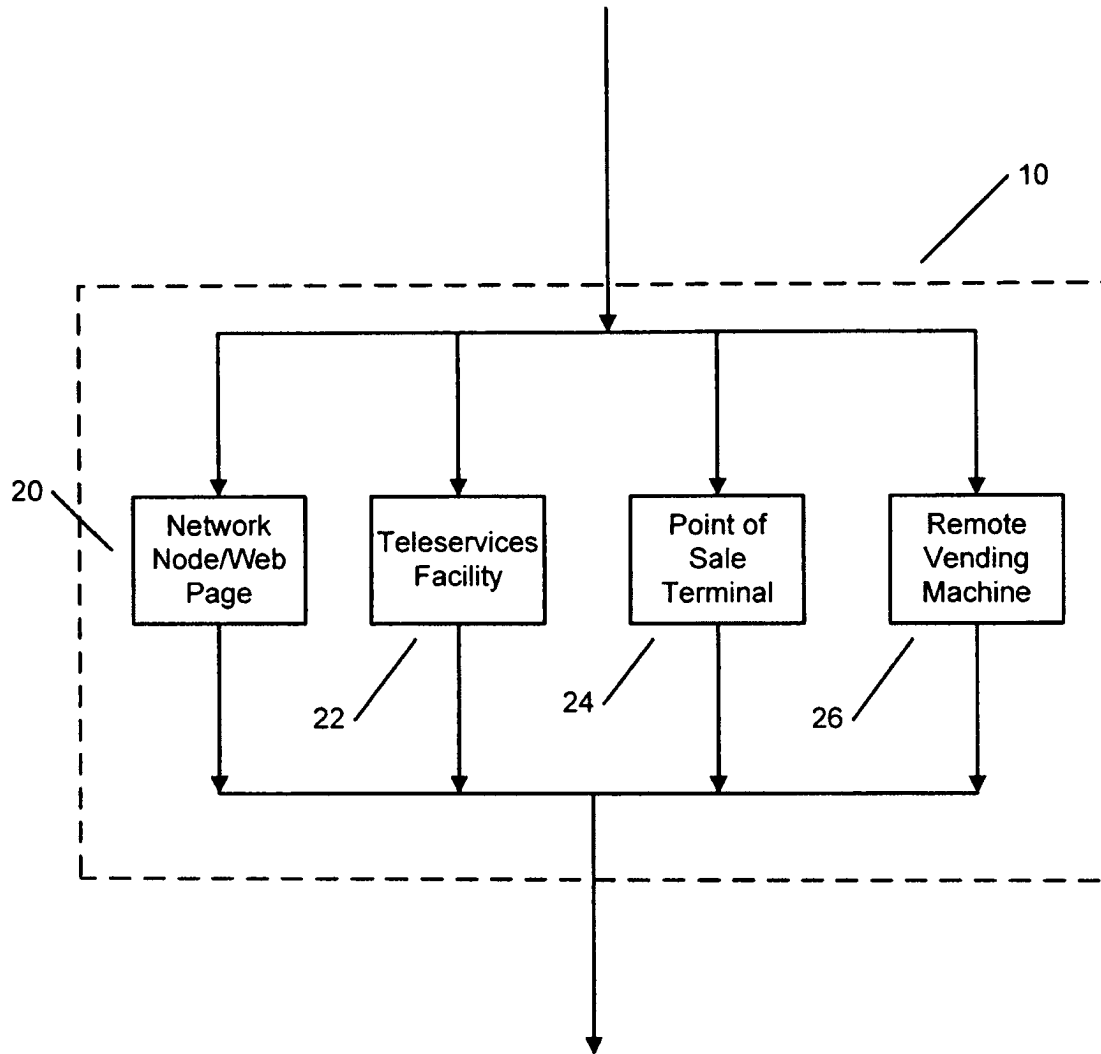 10
20
Network
Node/Web
Page
Teleservices
Facility
Point of
Sale
Terminal
Remote
Vending
Machine
22
24
26